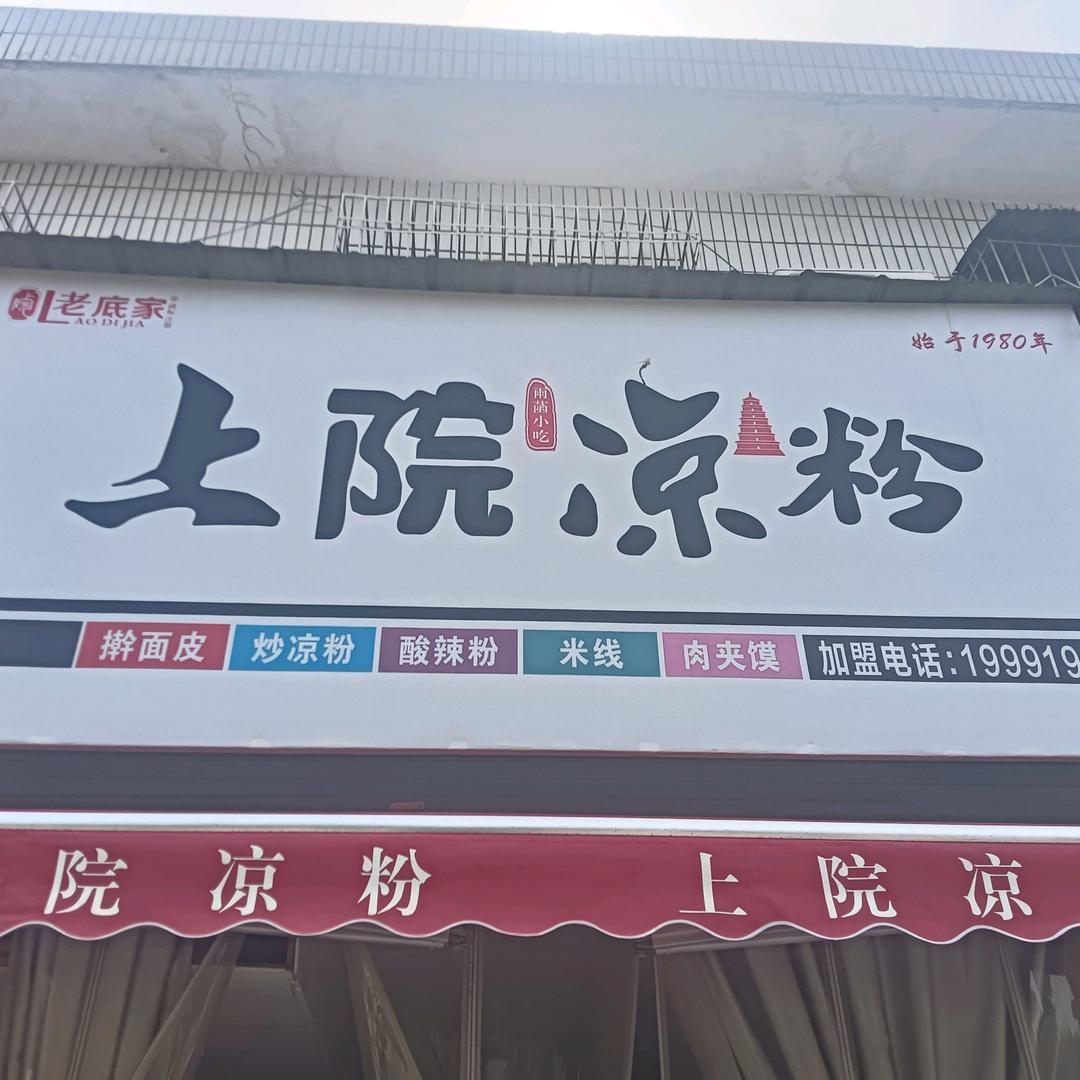 老底家
LAO DI JIA
始于1980年
上院凉粉
雨菡小吃
擀面皮 炒凉粉 酸辣粉 米线 肉夹馍 加盟电话:199919
院凉粉 上院凉